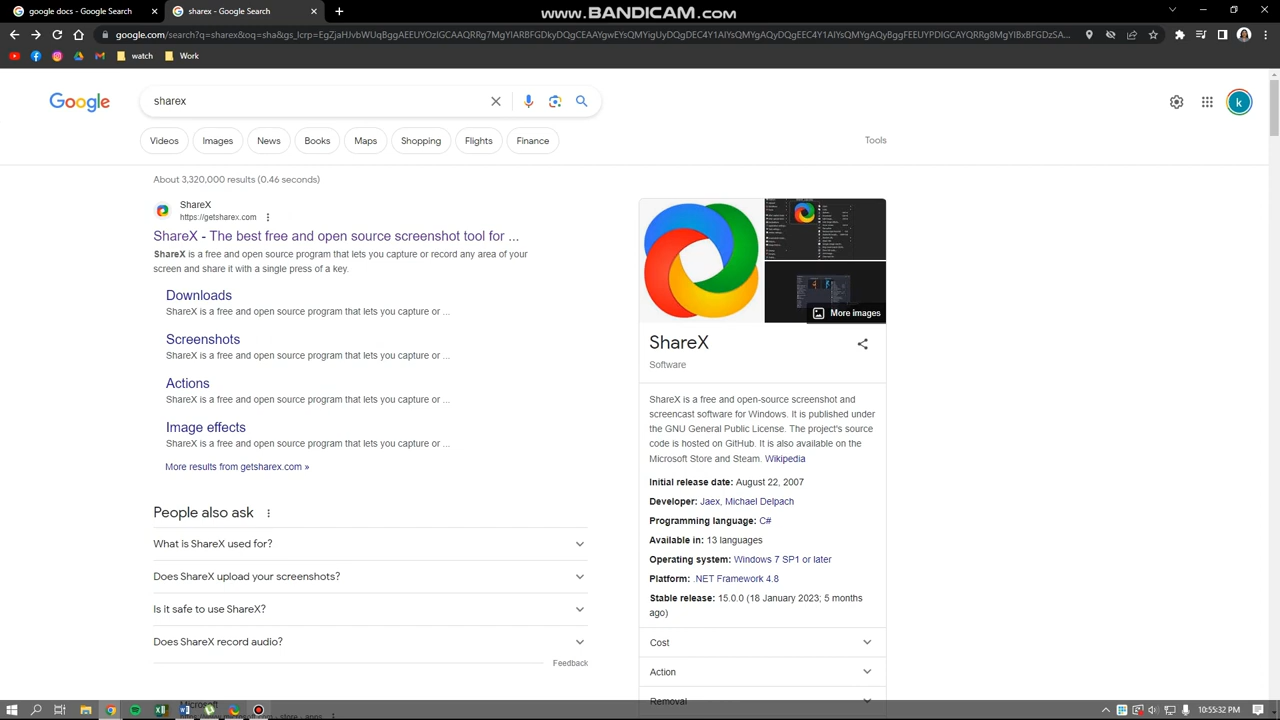 google docs - Google Search
google docs - Google Search
www.BANDICAM.com
google.com/search?q=sharex&oq=sha&gs_lcrp=
watch
Work
Google
sharex
k
Videos
Images
News
Books
Maps
Shopping
Flights
Finance
Tools
About 3,320,000 results (0.46 seconds)
ShareX
https://getsharex.com
ShareX - The best free and open source screenshot tool for ...
ShareX is a free and open source program that lets you capture or record any area of your
screen and share it with a single press of a key.
Downloads
ShareX is a free and open source program that lets you capture or ...
Screenshots
ShareX is a free and open source program that lets you capture or ...
Actions
ShareX is a free and open source program that lets you capture or ...
Image effects
ShareX is a free and open source program that lets you capture or ...
More results from getsharex.com »
People also ask
What is ShareX used for?
Does ShareX upload your screenshots?
Is it safe to use ShareX?
Does ShareX record audio?
Feedback
Microsoft
More images
ShareX
Software
ShareX is a free and open-source screenshot and
screencast software for Windows. It is published under
the GNU General Public License. The project's source
code is hosted on GitHub. It is also available on the
Microsoft Store and Steam. Wikipedia
Initial release date: August 22, 2007
Developer: Jaex, Michael Delpach
Programming language: C#
Available in: 13 languages
Operating system: Windows 7 SP1 or later
Platform: .NET Framework 4.8
Stable release: 15.0.0 (18 January 2023; 5 months
ago)
Cost
Action
Removal
10:55:32 PM